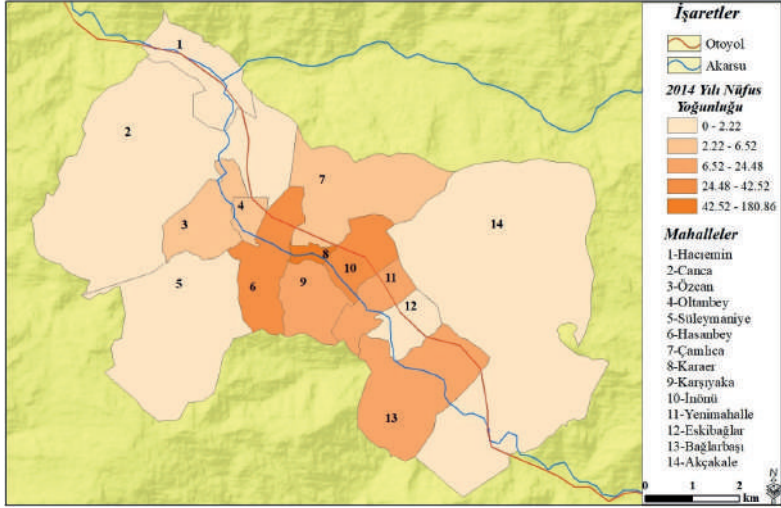 İşaretler
Otoyol
Akarsu
2014 Yılı Nüfus
Yoğunluğu
0 - 2.22
2.22 - 6.52
6.52 - 24.48
24.48 - 42.52
42.52 - 180.86
Mahalleler
1-Hacıemin
2-Canca
3-Özcan
4-Oltanbey
5-Süleymaniye
6-Hasanbey
7-Çamlıca
8-Karaer
9-Karşıyaka
10-İnönü
11-Yenimahalle
12-Eskibağlar
13-Bağlarbaşı
14-Akçakale
0 1 2
km
N
1
2
7
3
4
14
5
6
8
9
10
11
12
13